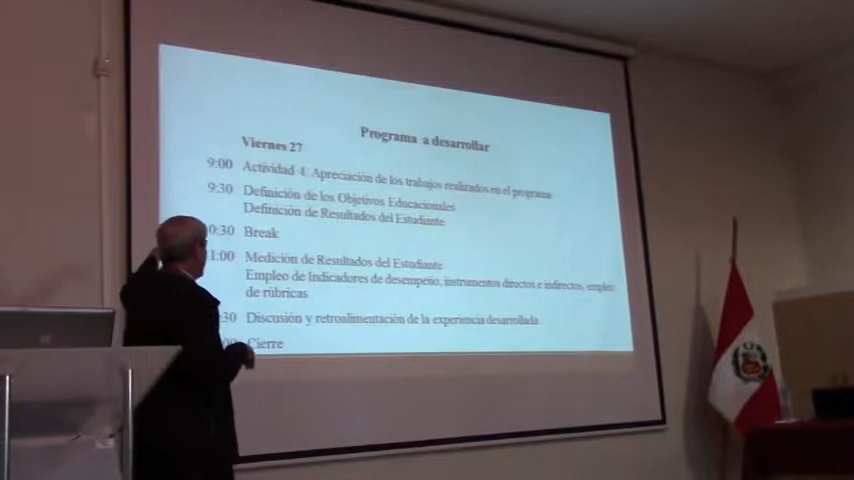 Programa a desarrollar
Viernes 27
9:00 Actividad 4. Apreciación de los trabajos realizados en el programa
9:30 Definición de los Objetivos Educacionales
Definición de Resultados del Estudiante
0:30 Break
1:00 Medición de Resultados del Estudiante
Empleo de Indicadores de desempeño, instrumentos directos e indirectos, empleo
de rúbricas
:30 Discusión y retroalimentación de la experiencia desarrollada
Cierre